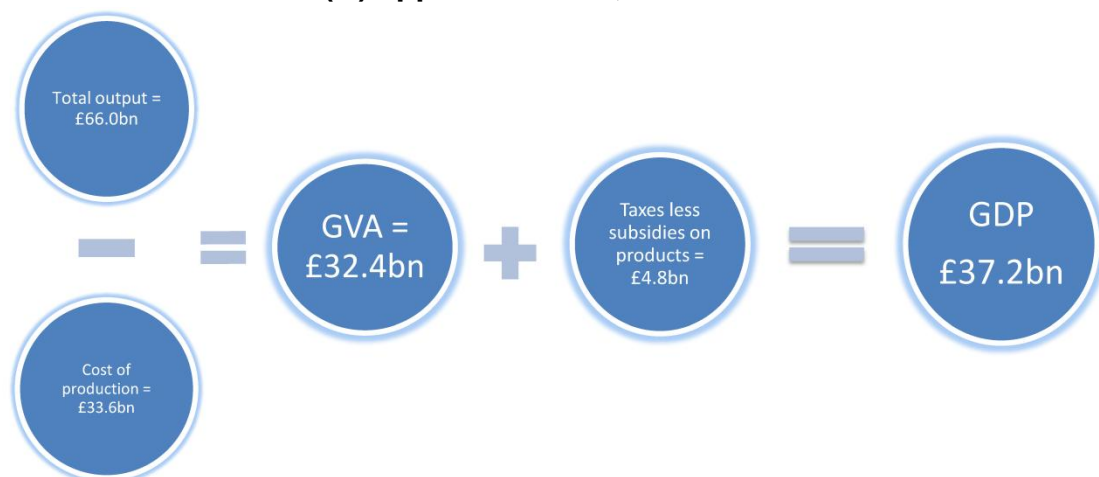 Total output =
£66.0bn
Cost of
production =
£33.6bn
GVA =
£32.4bn
Taxes less
subsidies on
products =
£4.8bn
GDP
£37.2bn